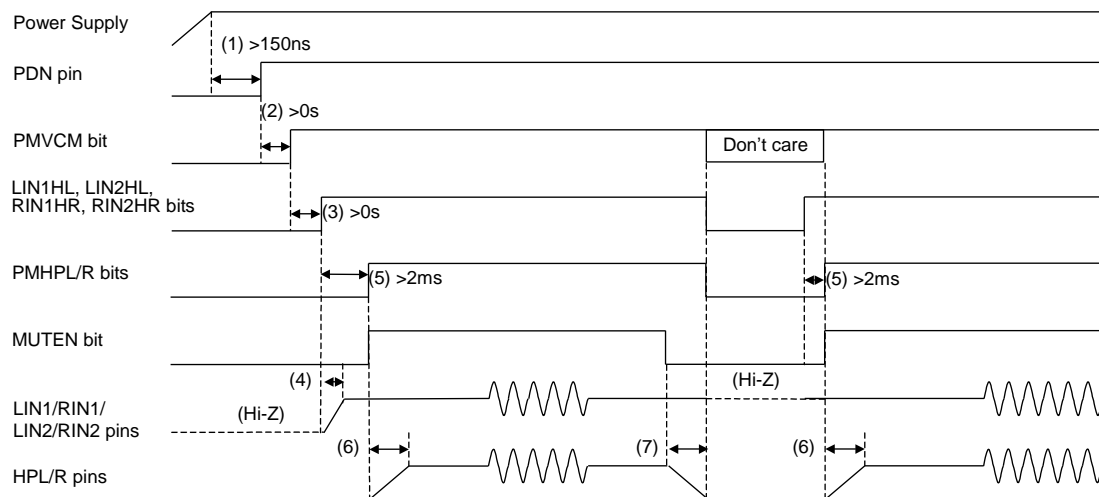 Power Supply
(1) >150ns
PDN pin
(2) >0s
PMVCM bit
Don't care
LIN1HL, LIN2HL,
RIN1HR, RIN2HR bits
(3) >0s
PMHPL/R bits
(5) >2ms
(5) >2ms
MUTEN bit
(4)
(Hi-Z)
(Hi-Z)
LIN1/RIN1/
LIN2/RIN2 pins
(6)
(7)
(6)
HPL/R pins